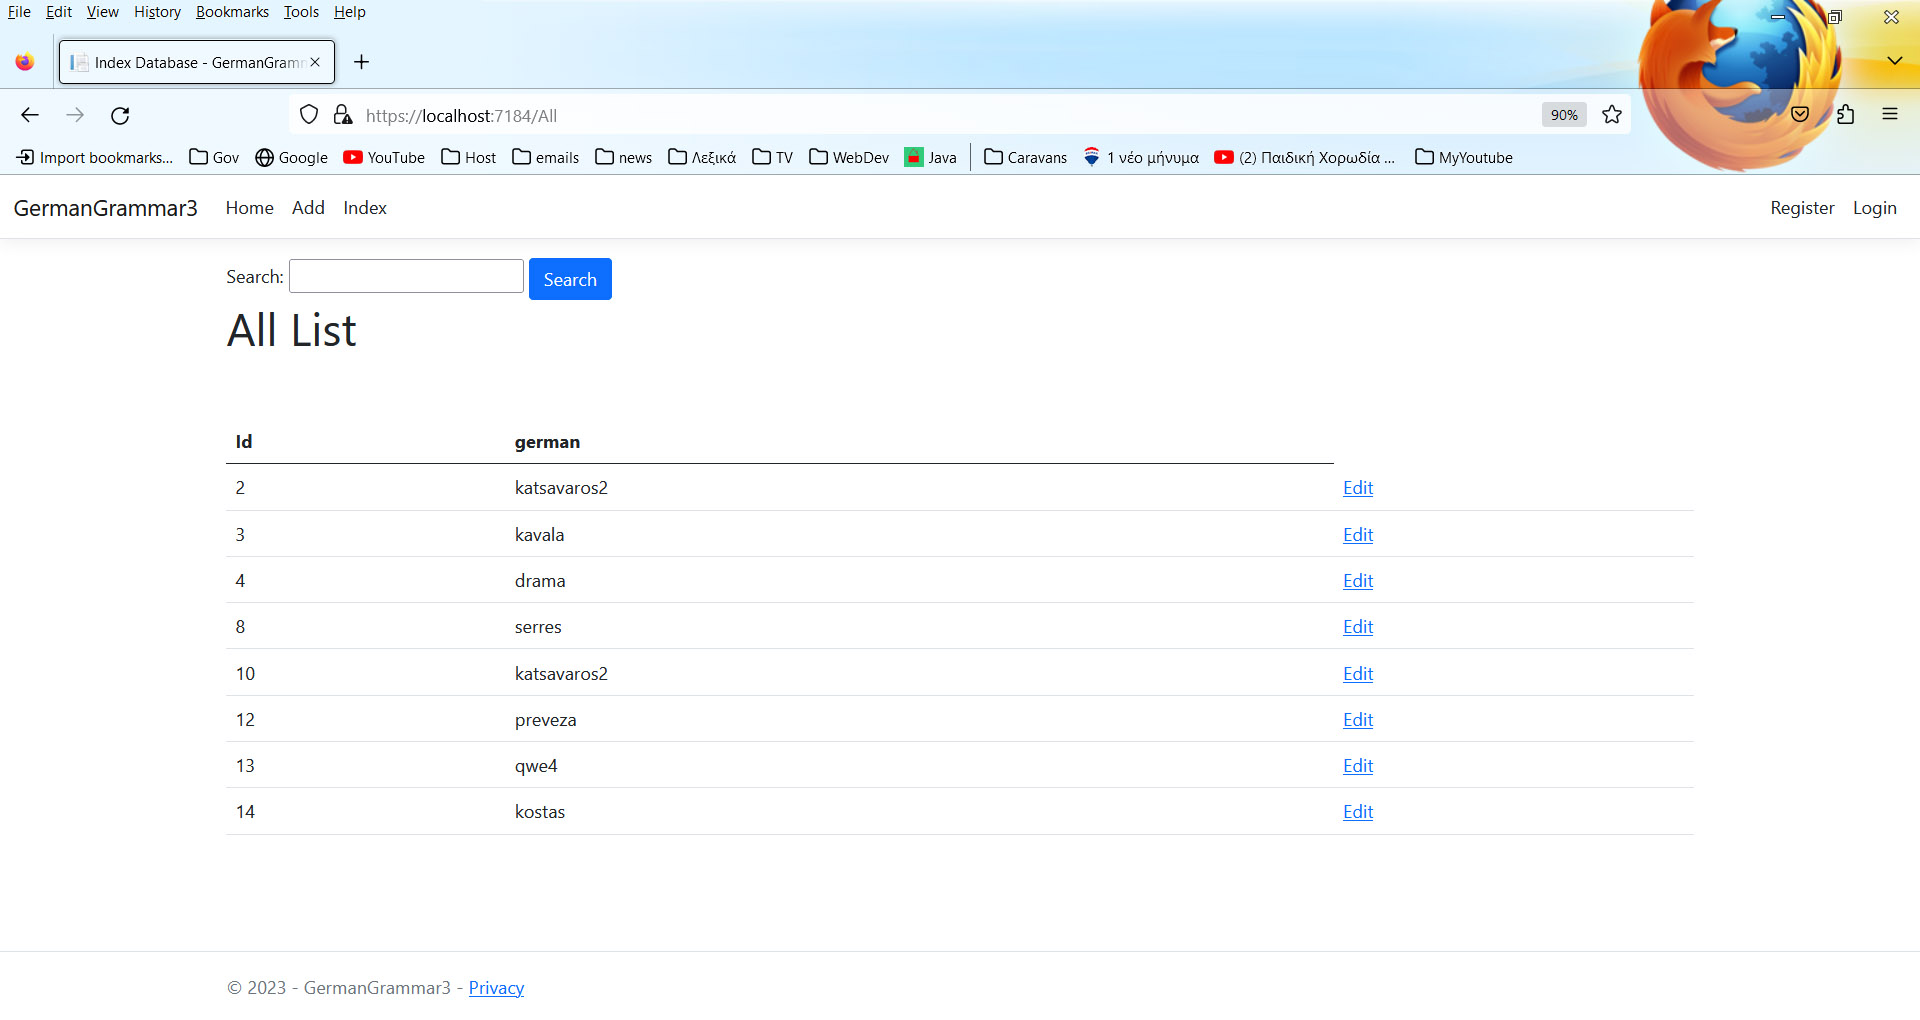 File Edit View History Bookmarks Tools Help
Index Database - GermanGramm
https://localhost:7184/All 90%
Import bookmarks... Gov Google YouTube Host emails news Λεξικά TV WebDev Java Caravans 1 νέο μήνυμα (2) Παιδική Χορωδία ... MyYoutube
GermanGrammar3 Home Add Index Register Login
Search: Search
All List
Id german
2 katsavaros2 Edit
3 kavala Edit
4 drama Edit
8 serres Edit
10 katsavaros2 Edit
12 preveza Edit
13 qwe4 Edit
14 kostas Edit
© 2023 - GermanGrammar3 - Privacy